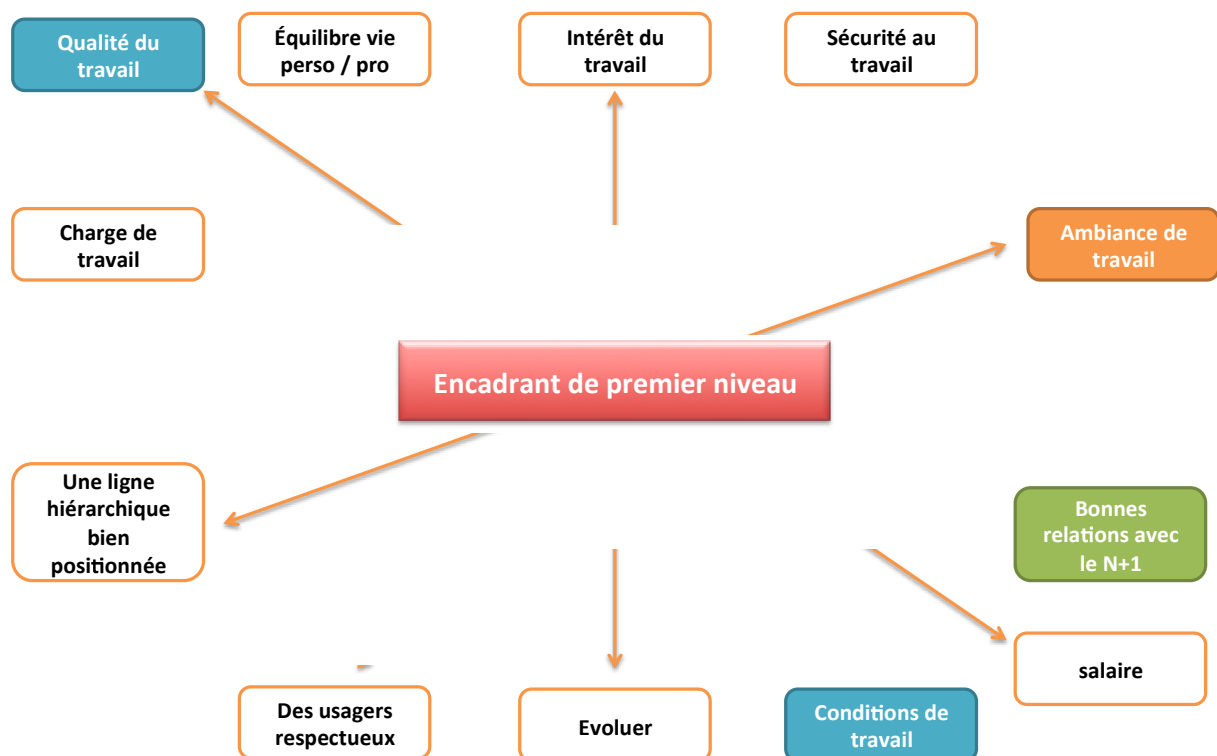 Qualité du
travail
Équilibre vie
perso / pro
Intérêt du
travail
Sécurité au
travail
Charge de
travail
Ambiance de
travail
Encadrant de premier niveau
Une ligne
hiérarchique
bien
positionnée
Bonnes
relations avec
le N+1
salaire
Des usagers
respectueux
Evoluer
Conditions de
travail